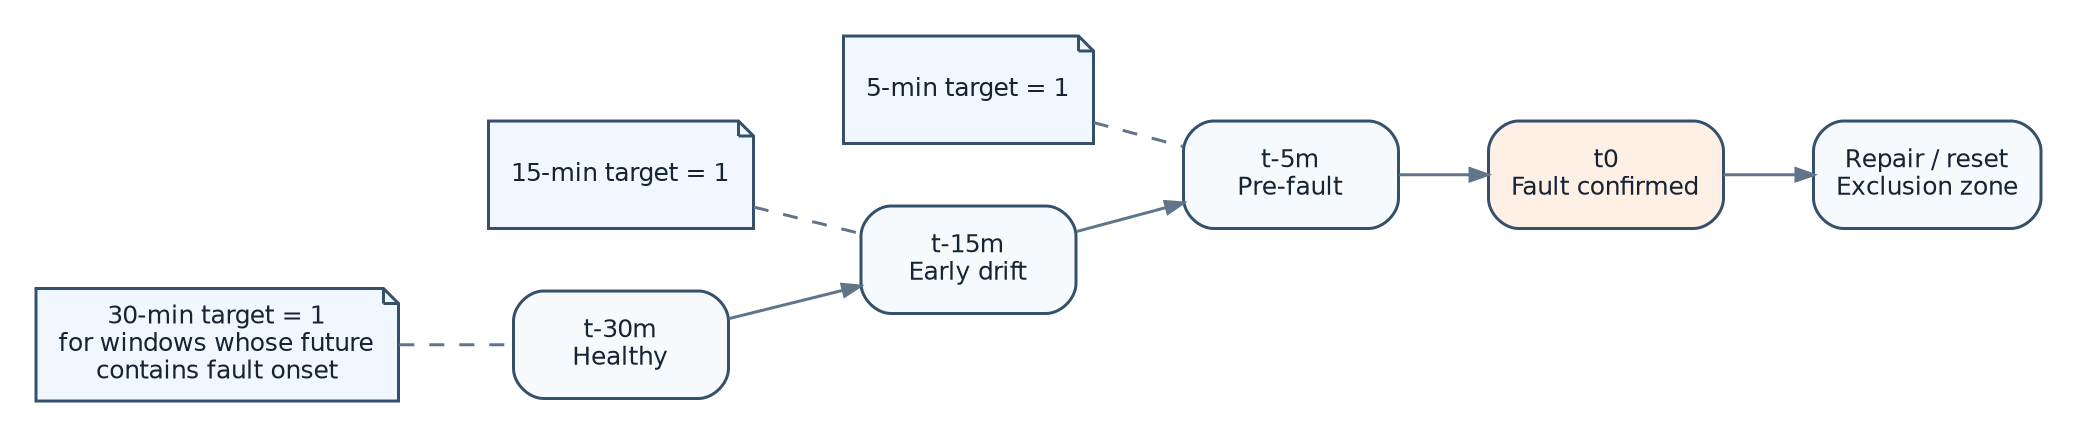 5-min target = 1
15-min target = 1
30-min target = 1
for windows whose future
contains fault onset
t-30m
Healthy
t-15m
Early drift
t-5m
Pre-fault
t0
Fault confirmed
Repair / reset
Exclusion zone